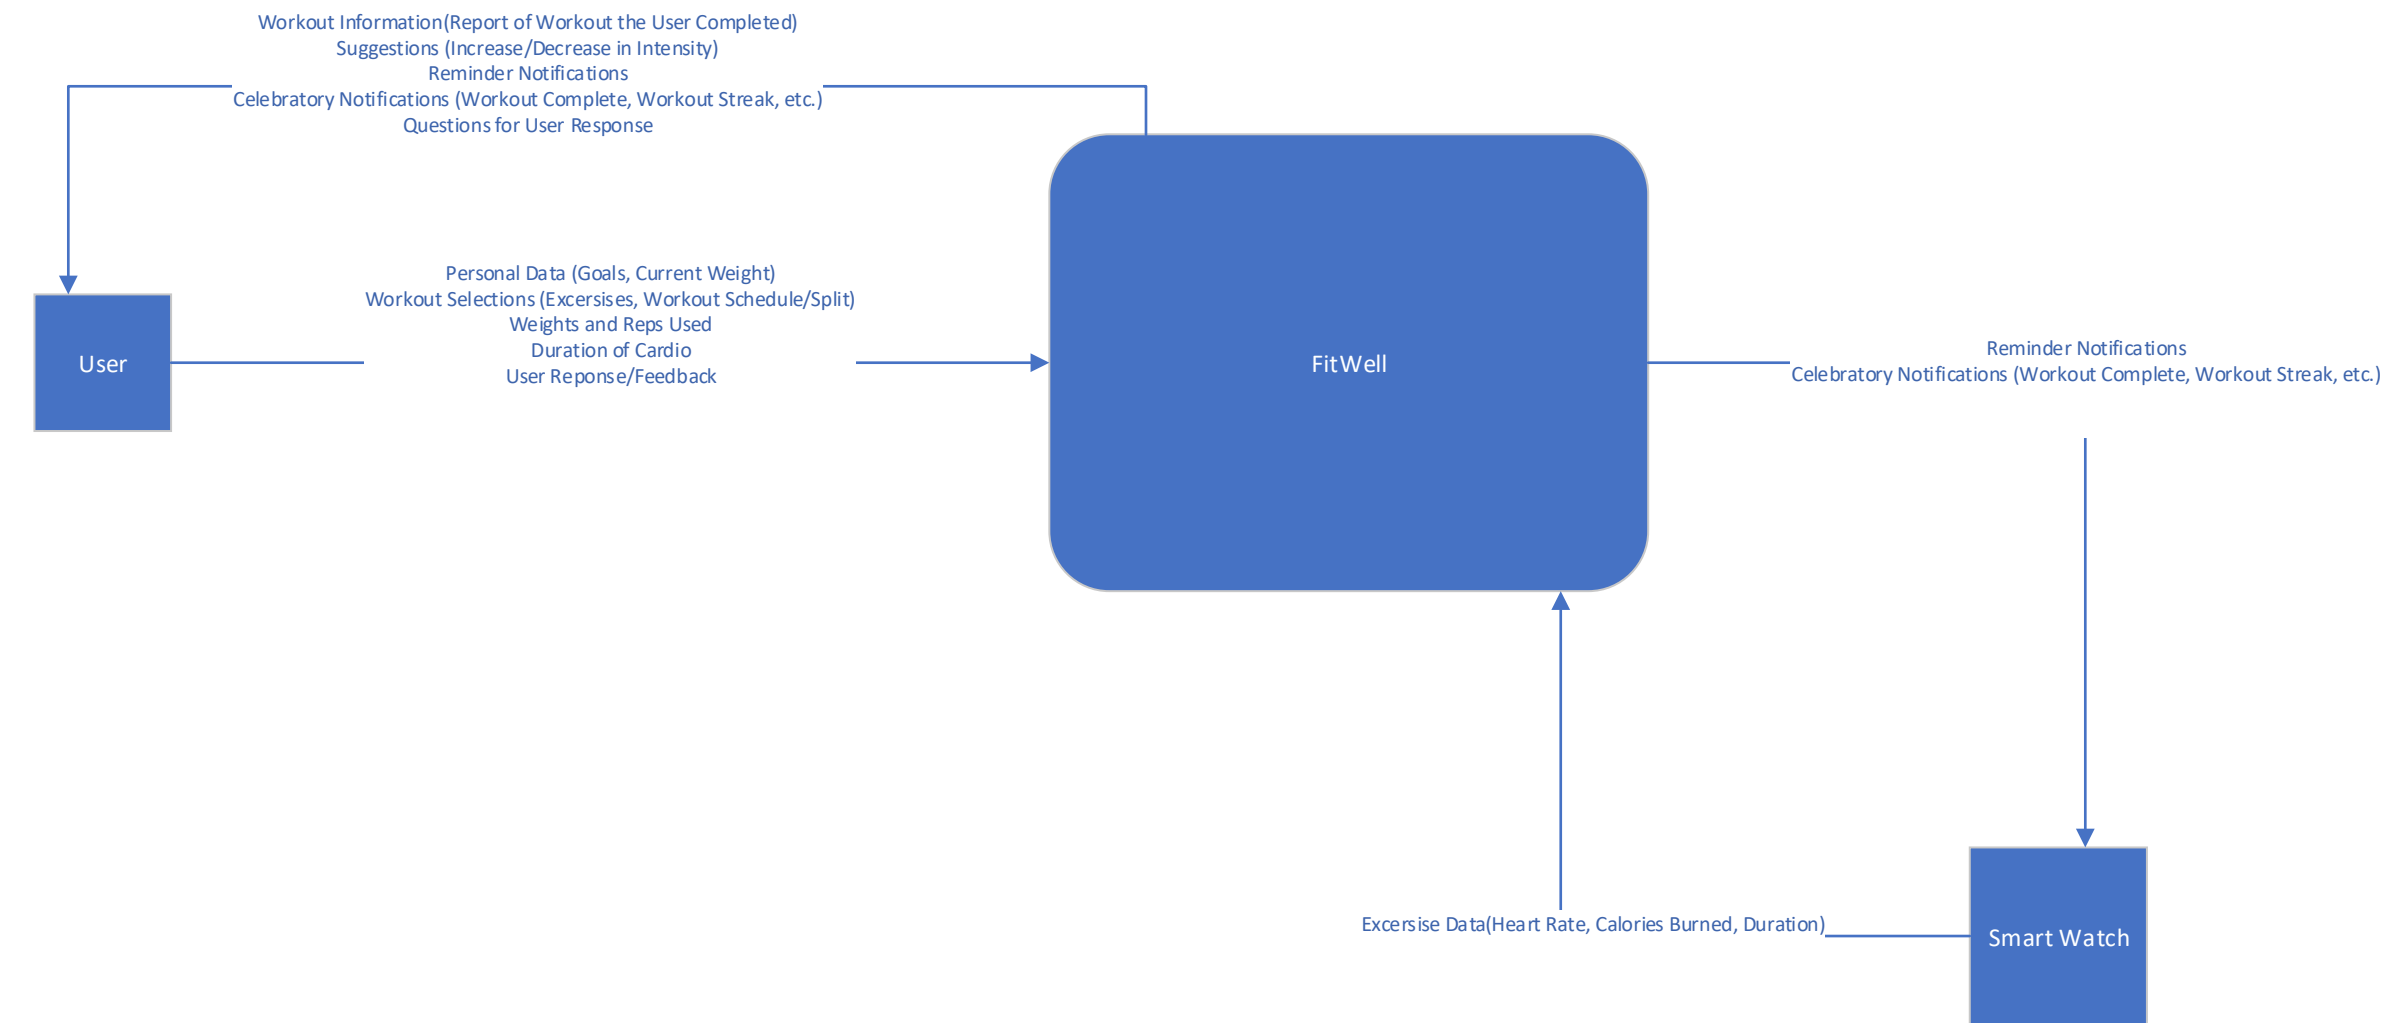 Workout Information(Report of Workout the User Completed)
Suggestions (Increase/Decrease in Intensity)
Reminder Notifications
Celebratory Notifications (Workout Complete, Workout Streak, etc.)
Questions for User Response
Personal Data (Goals, Current Weight)
Workout Selections (Excersises, Workout Schedule/Split)
Weights and Reps Used
Duration of Cardio
User Reponse/Feedback
User
FitWell
Reminder Notifications
Celebratory Notifications (Workout Complete, Workout Streak, etc.)
Excersise Data(Heart Rate, Calories Burned, Duration)
Smart Watch